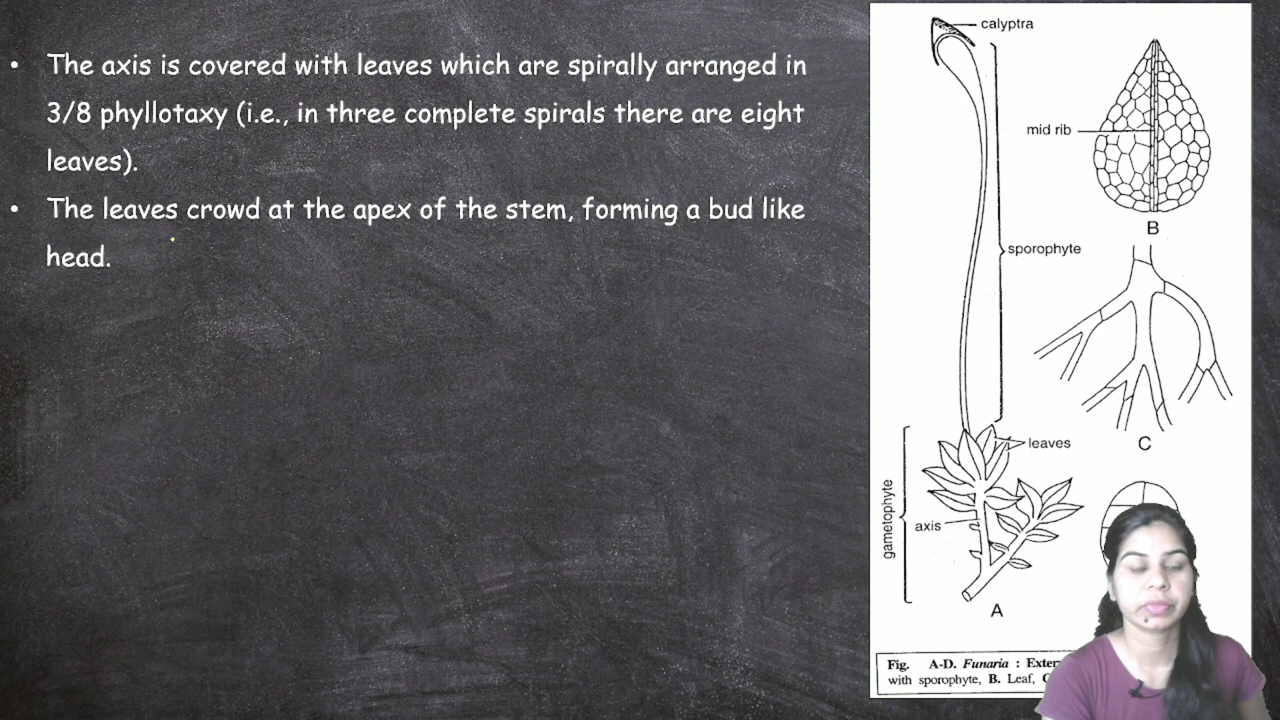 • The axis is covered with leaves which are spirally arranged in
3/8 phyllotaxy (i.e., in three complete spirals there are eight
leaves).
• The leaves crowd at the apex of the stem, forming a bud like
head.
calyptra
mid rib
B
sporophyte
C
leaves
gametophyte
axis
A
Fig. A-D. Funaria :
with sporophyte, B. Leaf,